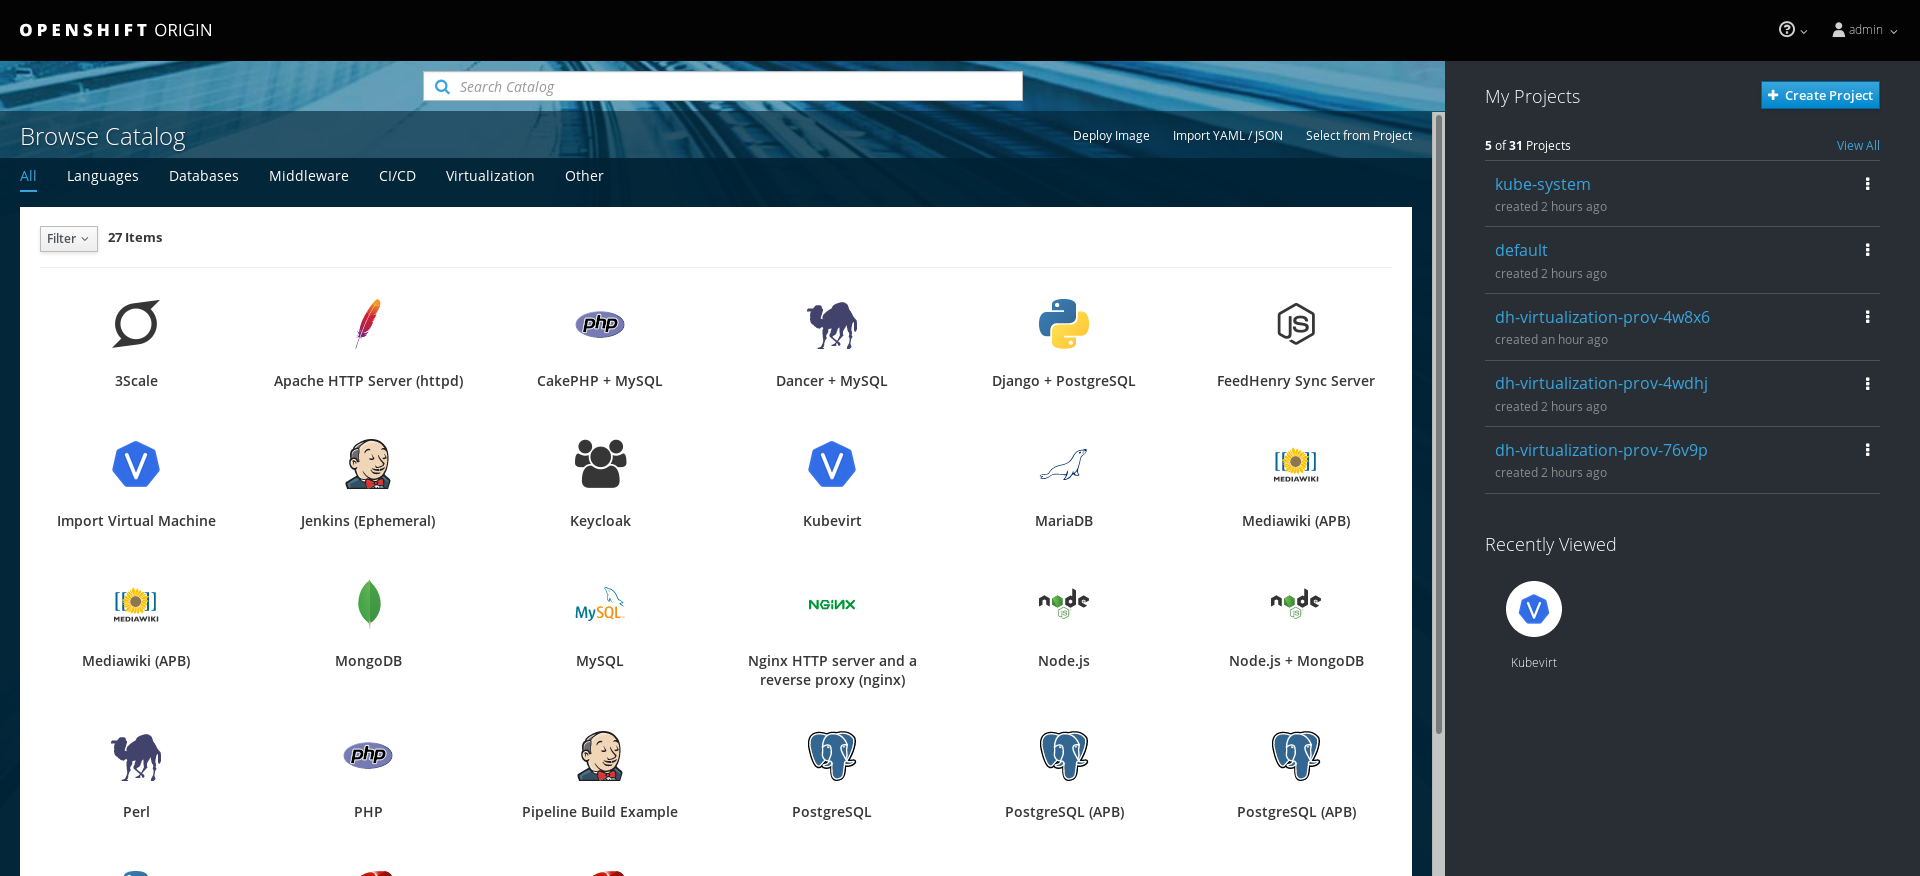 OPENSHIFT ORIGIN
admin
Search Catalog
Browse Catalog
Deploy Image
Import YAML / JSON
Select from Project
All
Languages
Databases
Middleware
CI/CD
Virtualization
Other
Filter
27 Items
3Scale
Apache HTTP Server (httpd)
php
CakePHP + MySQL
Dancer + MySQL
Django + PostgreSQL
JS
FeedHenry Sync Server
V
Import Virtual Machine
Jenkins (Ephemeral)
Keycloak
V
Kubevirt
MariaDB
[[ ]]
MEDIAWIKI
Mediawiki (APB)
[[ ]]
MEDIAWIKI
Mediawiki (APB)
MongoDB
MySQL
MySQL
NGINX
Nginx HTTP server and a
reverse proxy (nginx)
node
JS
Node.js
node
JS
Node.js + MongoDB
Perl
php
PHP
Pipeline Build Example
PostgreSQL
PostgreSQL (APB)
PostgreSQL (APB)
My Projects
+ Create Project
5 of 31 Projects
View All
kube-system
created 2 hours ago
default
created 2 hours ago
dh-virtualization-prov-4w8x6
created an hour ago
dh-virtualization-prov-4wdhj
created 2 hours ago
dh-virtualization-prov-76v9p
created 2 hours ago
Recently Viewed
V
Kubevirt